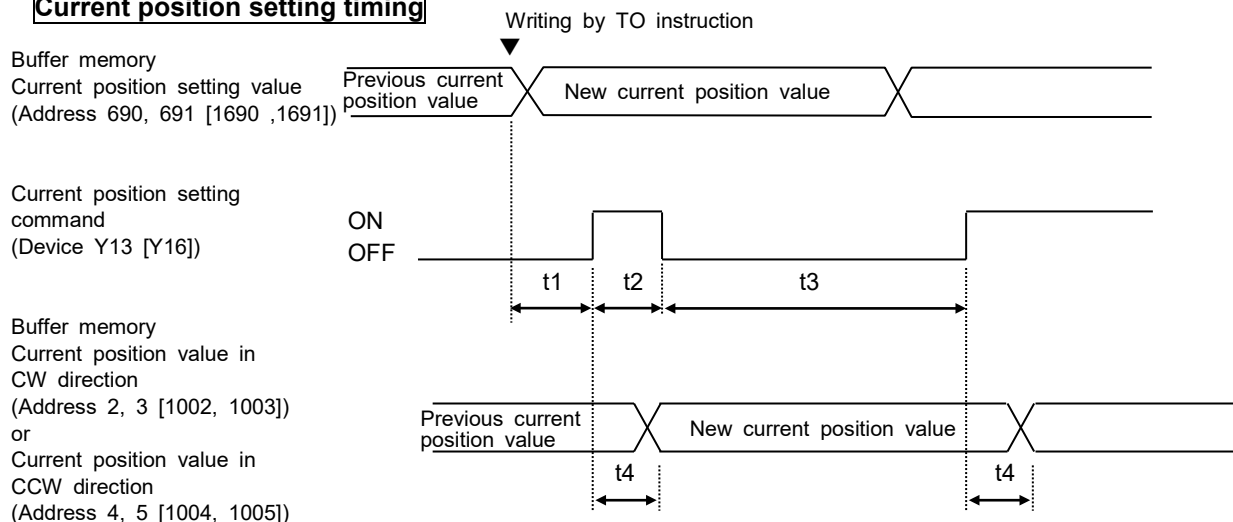 Current position setting timing
Writing by TO instruction
Buffer memory
Current position setting value
(Address 690, 691 [1690 ,1691])
Previous current
position value
New current position value
Current position setting
command
(Device Y13 [Y16])
ON
OFF
t1
t2
t3
Buffer memory
Current position value in
CW direction
(Address 2, 3 [1002, 1003])
or
Current position value in
CCW direction
(Address 4, 5 [1004, 1005])
Previous current
position value
New current position value
t4
t4